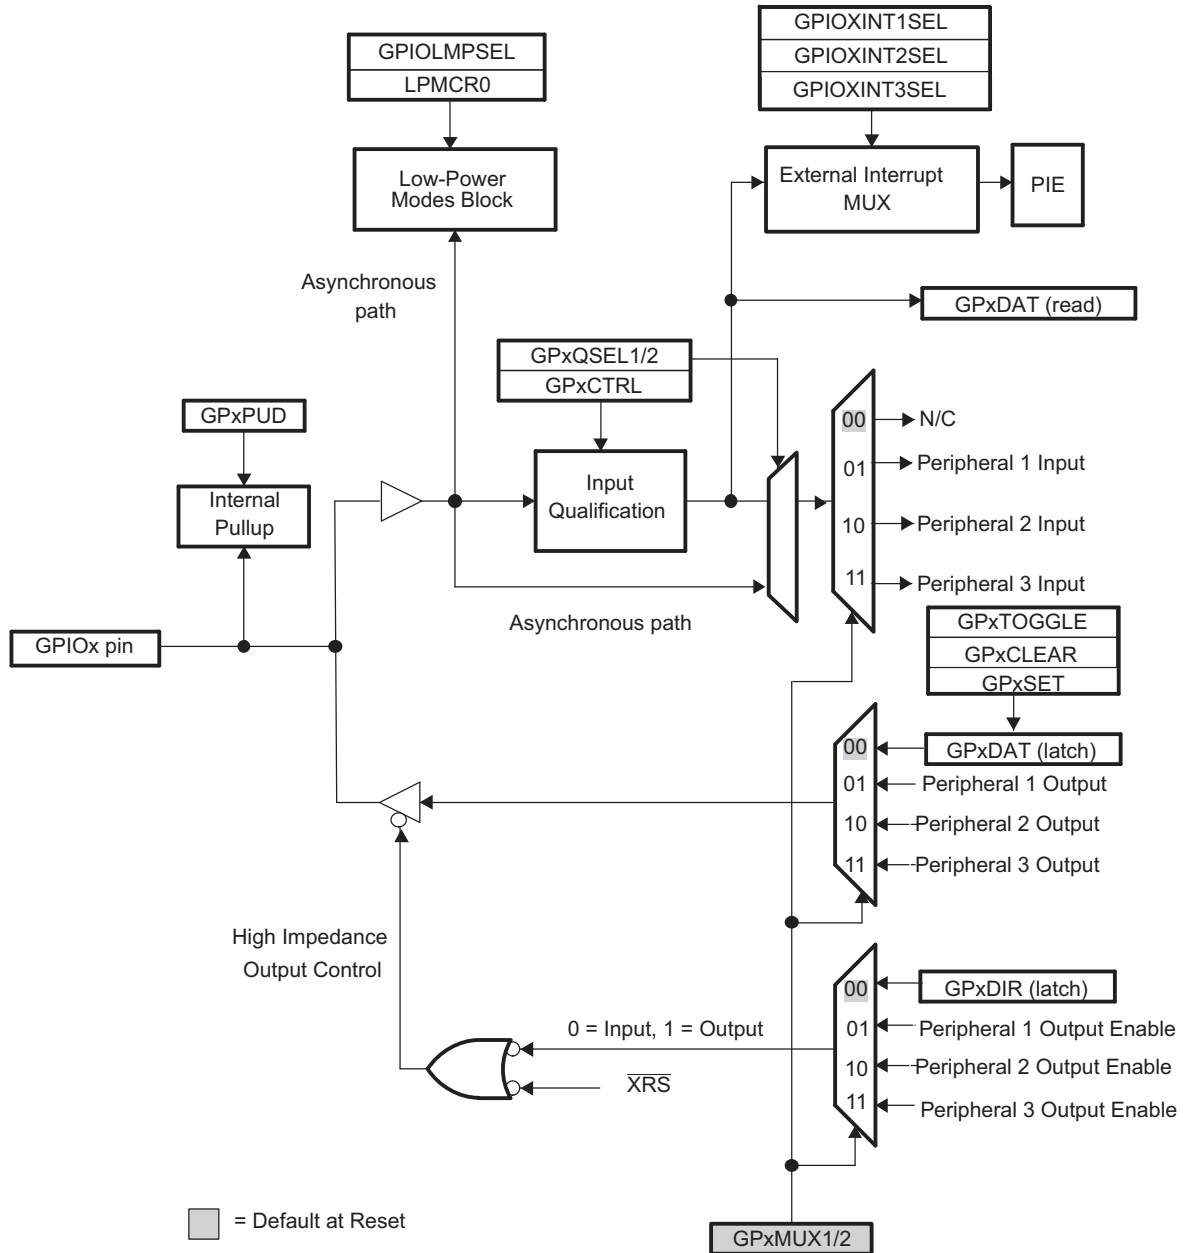 GPIOLMPSEL
LPMCR0
Low-Power
Modes Block
GPIOXINT1SEL
GPIOXINT2SEL
GPIOXINT3SEL
External Interrupt
MUX
PIE
Asynchronous
path
GPxDAT (read)
GPxQSEL1/2
GPxCTRL
GPxPUD
Internal
Pullup
Input
Qualification
00
N/C
01
Peripheral 1 Input
10
Peripheral 2 Input
11
Peripheral 3 Input
Asynchronous path
GPIOx pin
GPxTOGGLE
GPxCLEAR
GPxSET
00
GPxDAT (latch)
01
Peripheral 1 Output
10
Peripheral 2 Output
11
Peripheral 3 Output
High Impedance
Output Control
00
GPxDIR (latch)
0 = Input, 1 = Output
01
Peripheral 1 Output Enable
10
Peripheral 2 Output Enable
XRS
11
Peripheral 3 Output Enable
= Default at Reset
GPxMUX1/2